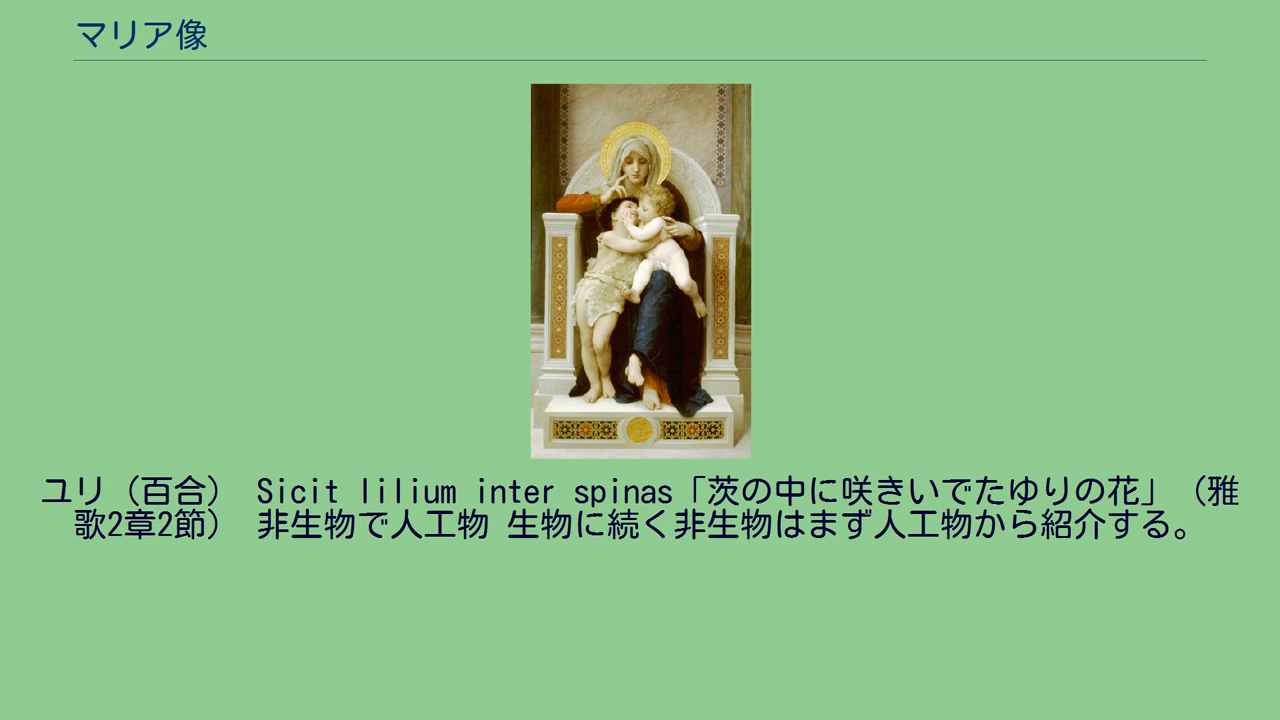 マリア像
ユリ（百合） Sicit lilium inter spinas「茨の中に咲きいでたゆりの花」（雅
歌2章2節） 非生物で人工物 生物に続く非生物はまず人工物から紹介する。